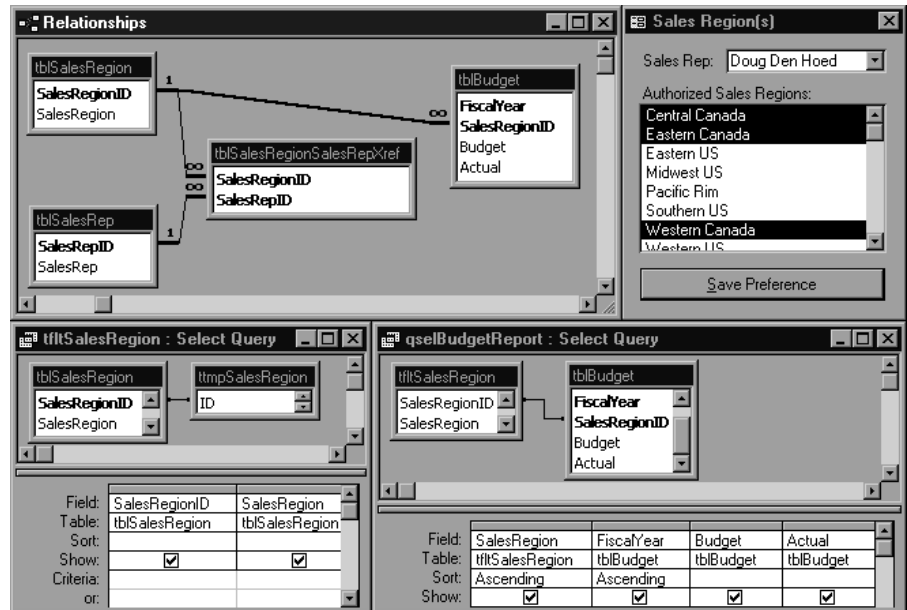 Relationships
tblSalesRegion
SalesRegionID
SalesRegion
1
tblBudget
∞
FiscalYear
SalesRegionID
Budget
Actual
tblSalesRegionSalesRepXref
∞
∞
SalesRegionID
SalesRepID
tblSalesRep
1
SalesRepID
SalesRep
Sales Region(s)
Sales Rep: Doug Den Hoed
Authorized Sales Regions:
Central Canada
Eastern Canada
Eastern US
Midwest US
Pacific Rim
Southern US
Western Canada
Western US
Save Preference
tfltSalesRegion : Select Query
tblSalesRegion
SalesRegionID
SalesRegion
ttmpSalesRegion
ID
Field: SalesRegionID SalesRegion
Table: tblSalesRegion tblSalesRegion
Sort:
Show:
Criteria:
or:
qselBudgetReport : Select Query
tfltSalesRegion
SalesRegionID
SalesRegion
tblBudget
FiscalYear
SalesRegionID
Budget
Actual
Field: SalesRegion FiscalYear Budget Actual
Table: tfltSalesRegion tblBudget tblBudget tblBudget
Sort: Ascending Ascending
Show: